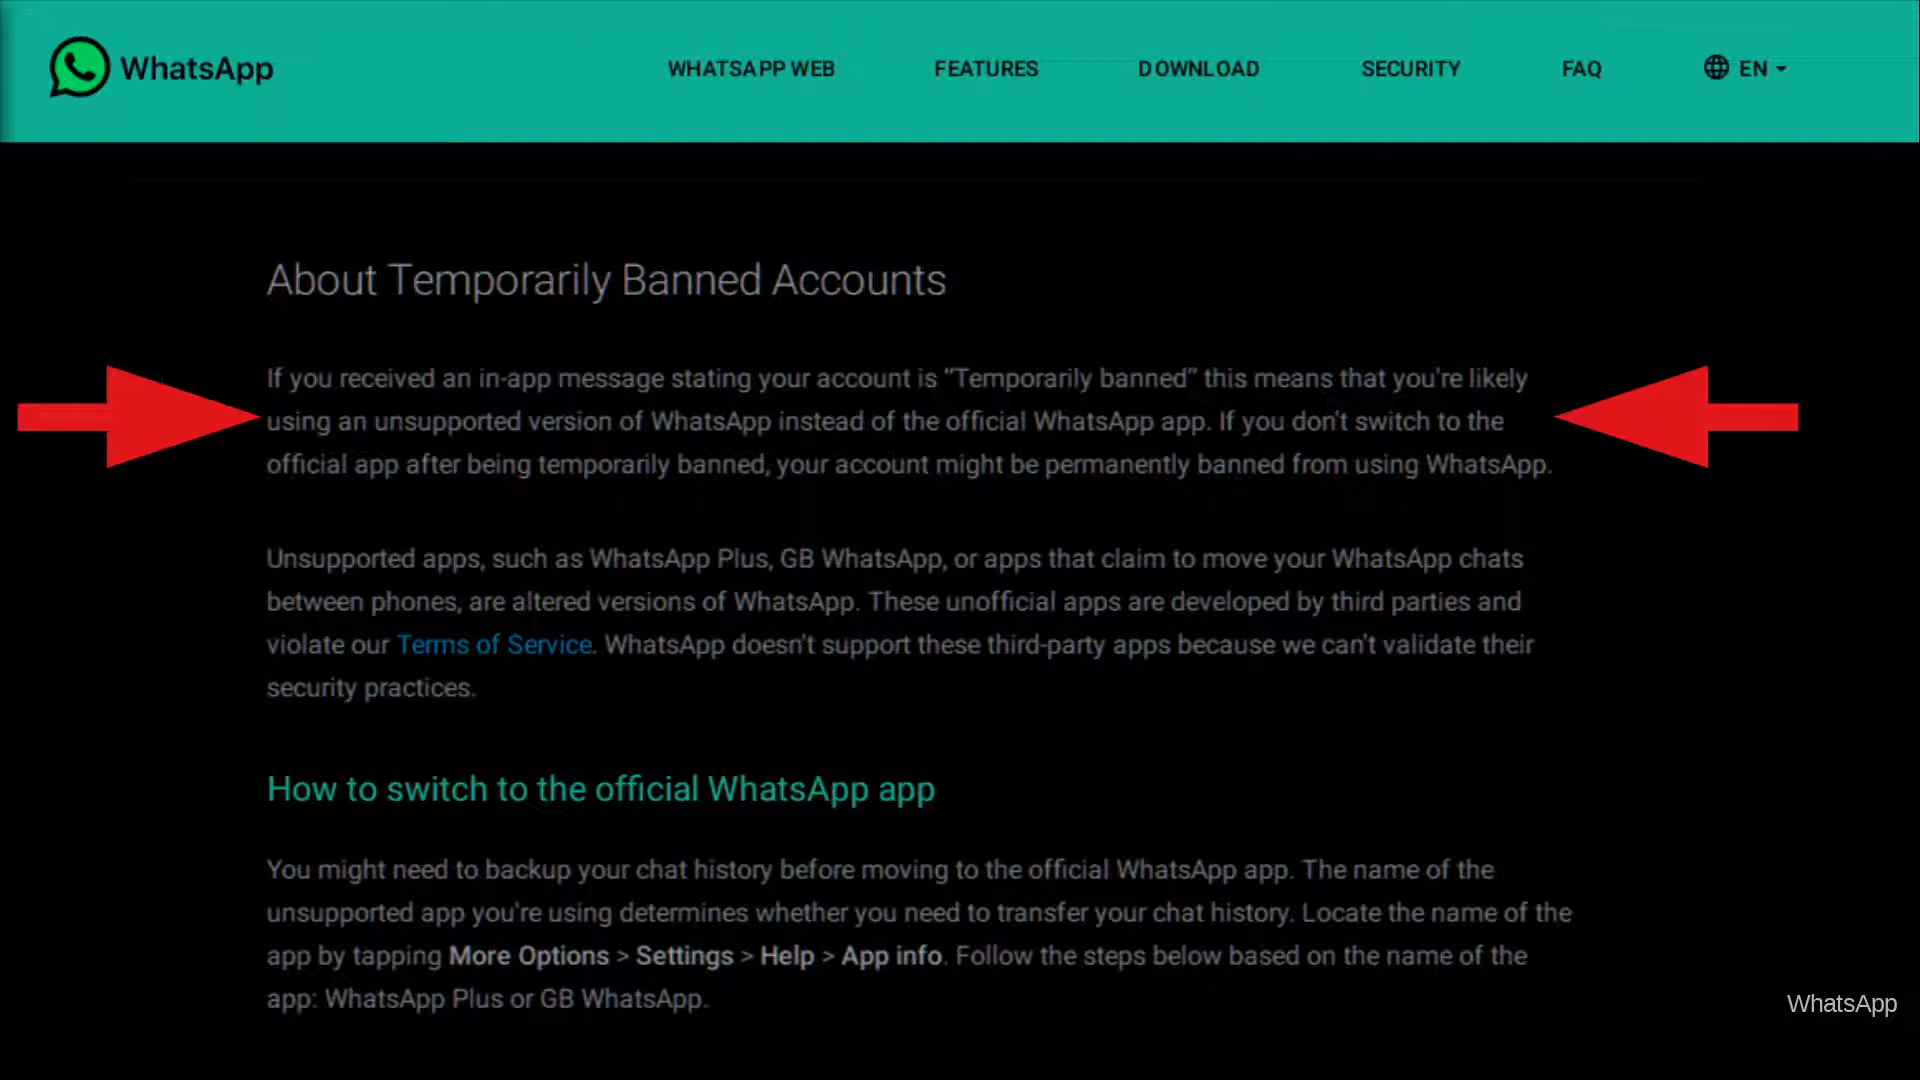 WhatsApp
WHATSAPP WEB FEATURES DOWNLOAD SECURITY FAQ EN
About Temporarily Banned Accounts
If you received an in-app message stating your account is "Temporarily banned" this means that you're likely
using an unsupported version of WhatsApp instead of the official WhatsApp app. If you don't switch to the
official app after being temporarily banned, your account might be permanently banned from using WhatsApp.
Unsupported apps, such as WhatsApp Plus, GB WhatsApp, or apps that claim to move your WhatsApp chats
between phones, are altered versions of WhatsApp. These unofficial apps are developed by third parties and
violate our Terms of Service. WhatsApp doesn't support these third-party apps because we can't validate their
security practices.
How to switch to the official WhatsApp app
You might need to backup your chat history before moving to the official WhatsApp app. The name of the
unsupported app you're using determines whether you need to transfer your chat history. Locate the name of the
app by tapping More Options > Settings > Help > App info. Follow the steps below based on the name of the
app: WhatsApp Plus or GB WhatsApp.
WhatsApp